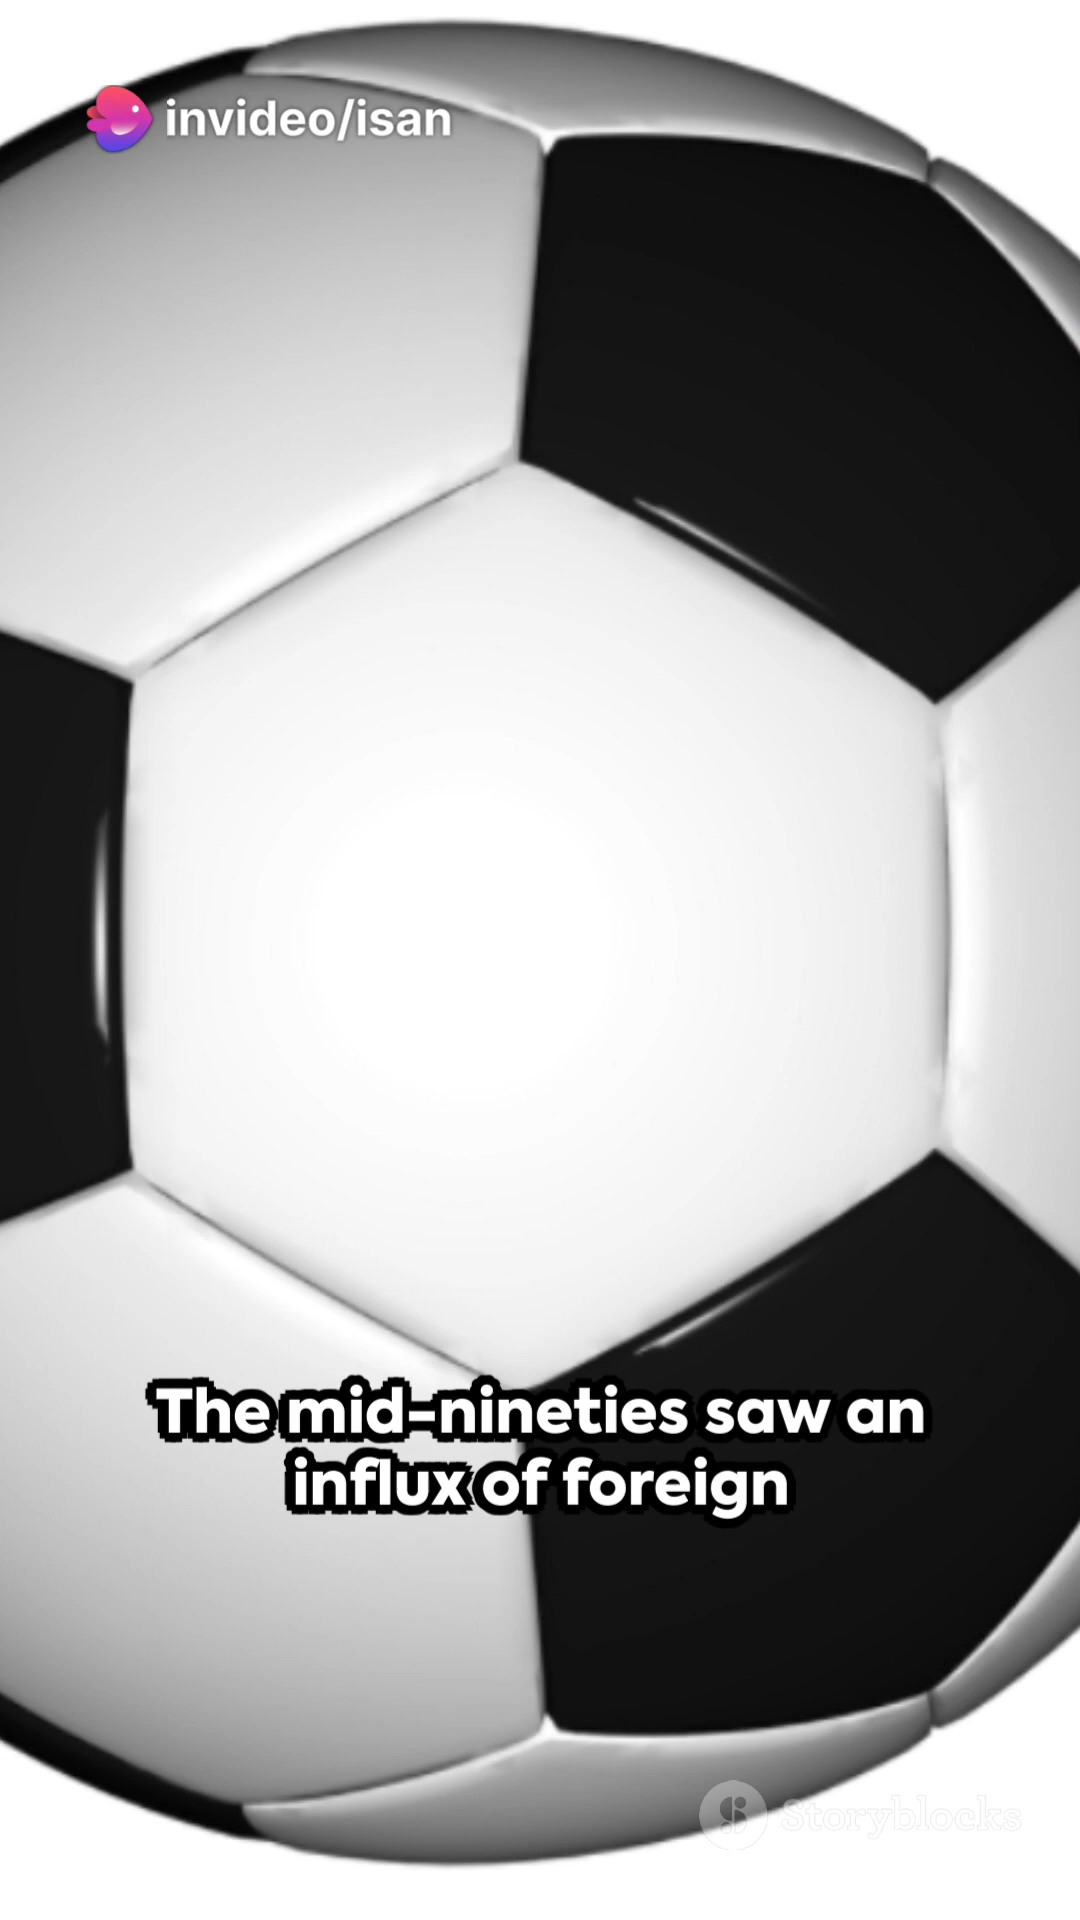 invideo/isan
The mid-nineties saw an
influx of foreign
Storyblocks